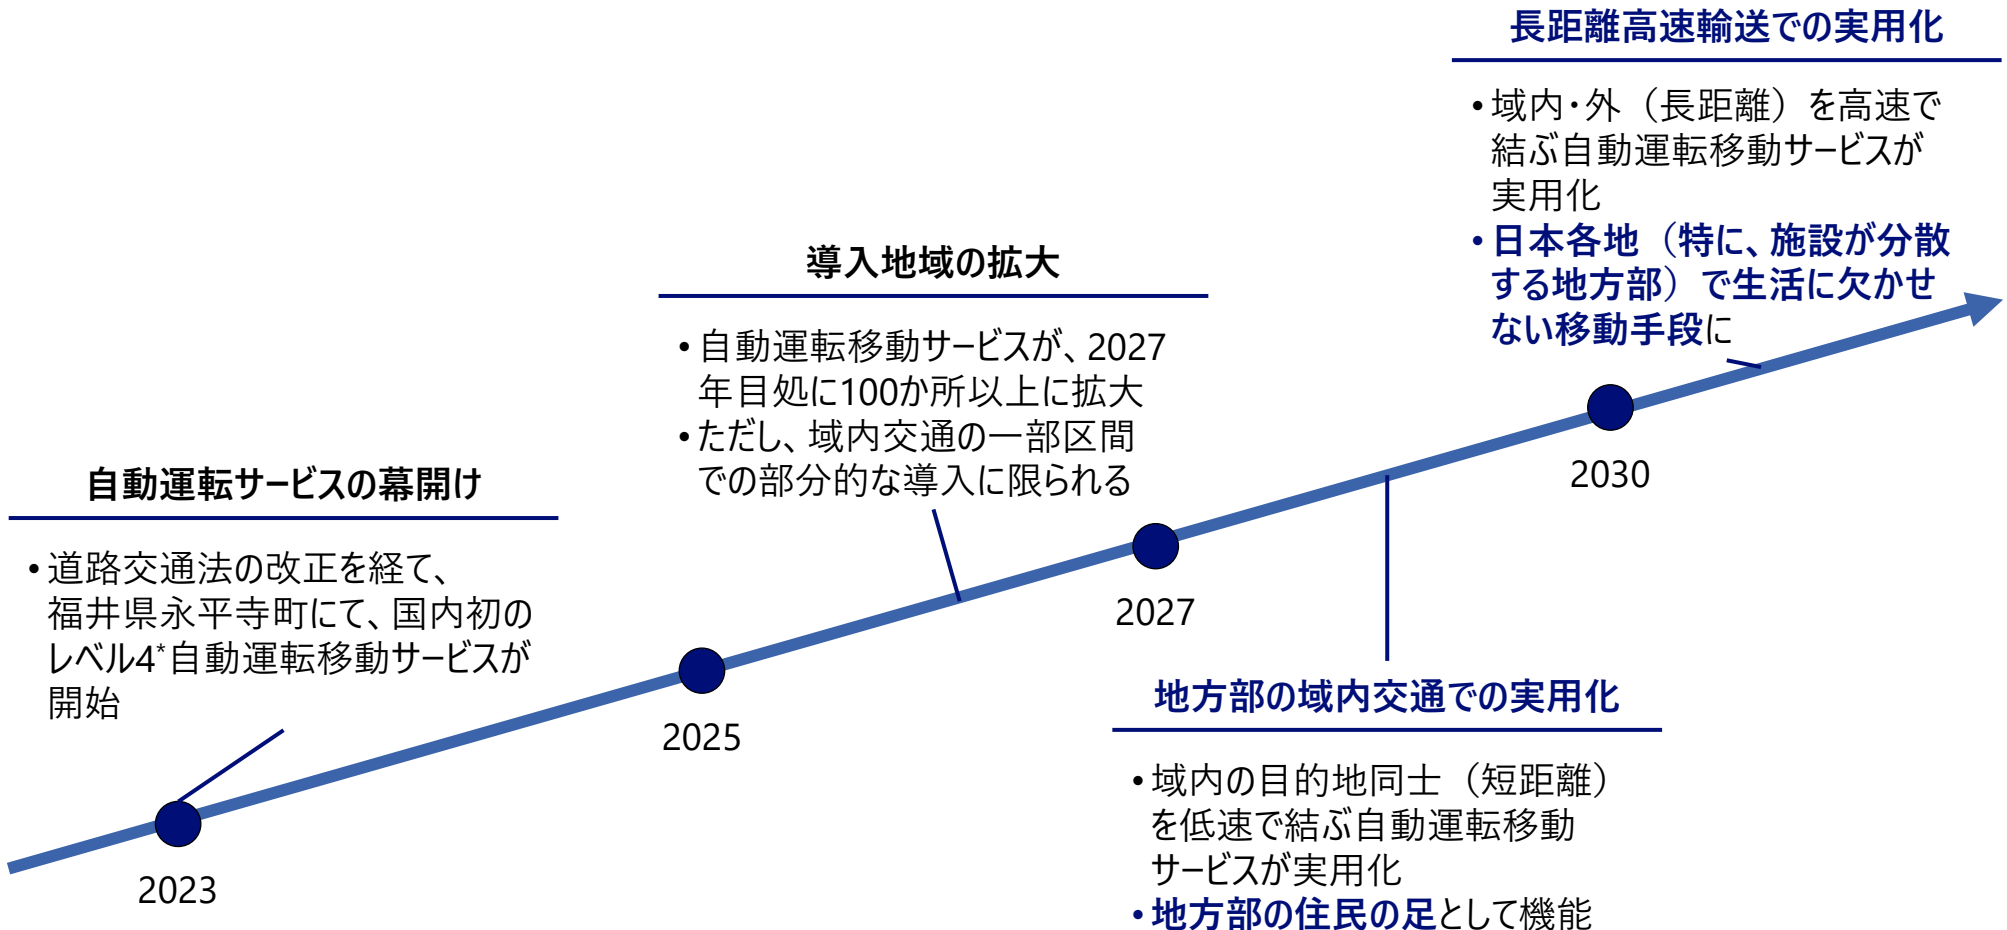 長距離高速輸送での実用化
•域内・外（長距離）を高速で
結ぶ自動運転移動サービスが
実用化
•日本各地（特に、施設が分散
する地方部）で生活に欠かせ
ない移動手段に
導入地域の拡大
•自動運転移動サービスが、2027
年目処に100か所以上に拡大
•ただし、域内交通の一部区間
での部分的な導入に限られる
自動運転サービスの幕開け
•道路交通法の改正を経て、
福井県永平寺町にて、国内初の
レベル4*自動運転移動サービスが
開始
2023
2025
2027
2030
地方部の域内交通での実用化
•域内の目的地同士（短距離）
を低速で結ぶ自動運転移動
サービスが実用化
•地方部の住民の足として機能